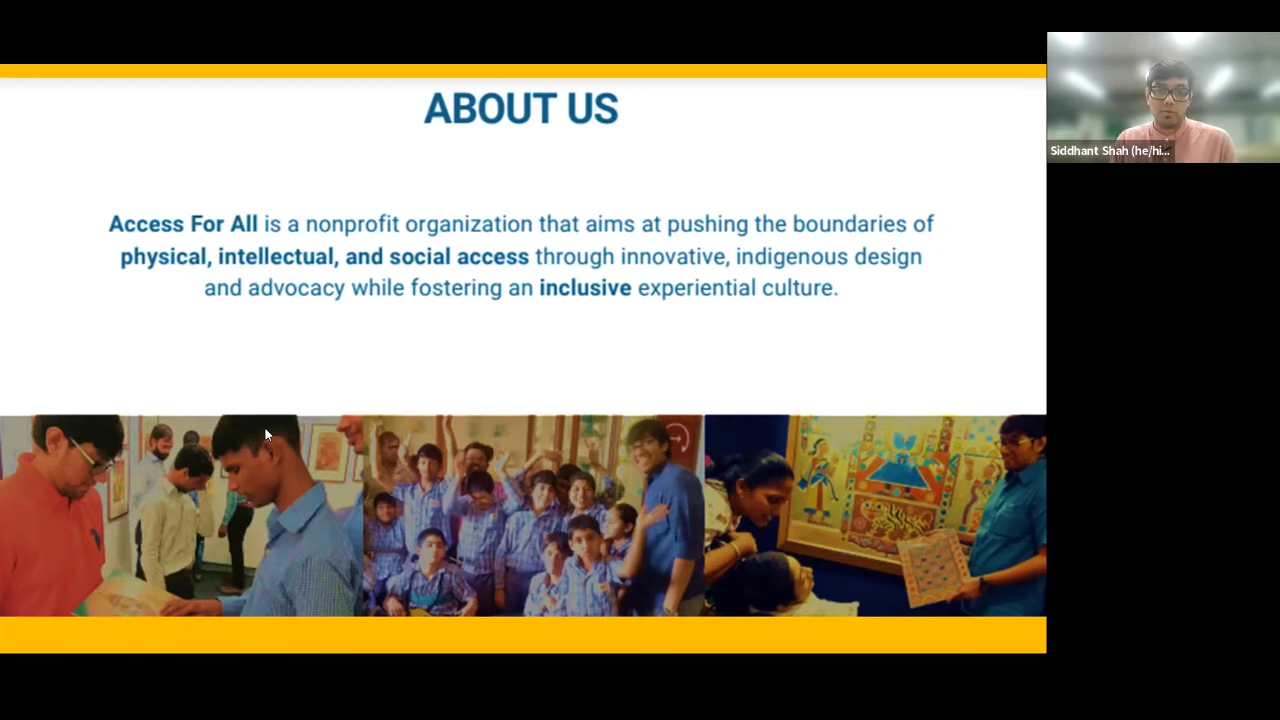 ABOUT US
Access For All is a nonprofit organization that aims at pushing the boundaries of
physical, intellectual, and social access through innovative, indigenous design
and advocacy while fostering an inclusive experiential culture.
Siddhant Shah (he/hi...